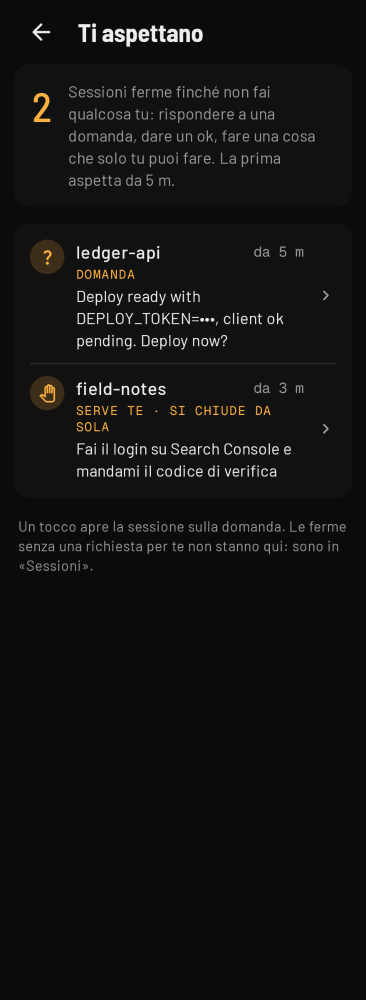 Ti aspettano
2
Sessioni ferme finché non fai
qualcosa tu: rispondere a una
domanda, dare un ok, fare una cosa
che solo tu puoi fare. La prima
aspetta da 5 m.
?
ledger-api
da 5 m
DOMANDA
Deploy ready with
DEPLOY_TOKEN=•••, client ok
pending. Deploy now?
field-notes
da 3 m
SERVE TE · SI CHIUDE DA
SOLA
Fai il login su Search Console e
mandami il codice di verifica
Un tocco apre la sessione sulla domanda. Le ferme
senza una richiesta per te non stanno qui: sono in
«Sessioni».